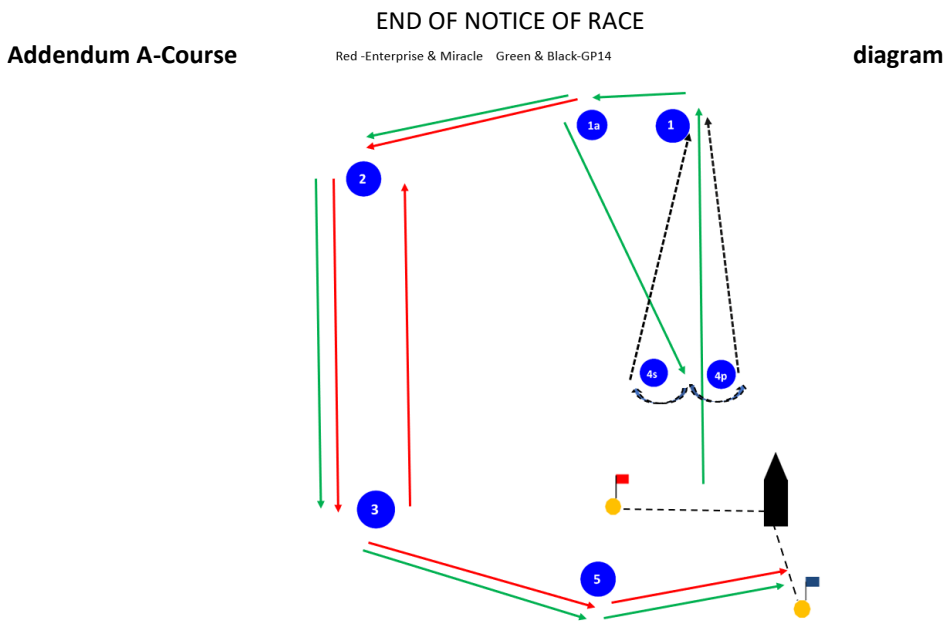 END OF NOTICE OF RACE
Addendum A-Course diagram
Red -Enterprise & Miracle Green & Black-GP14
1a
1
2
4s
4p
3
5